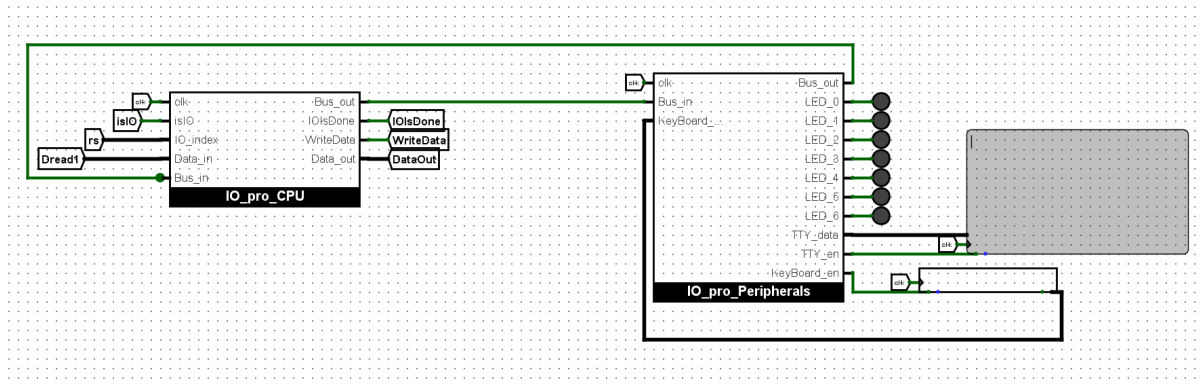 clk
isIO
rs
Dread1
clk
isIO
IO_index
Data_in
Bus_in
Bus_out
IOIsDone
WriteData
Data_out
IO_pro_CPU
IOIsDone
WriteData
DataOut
clk
clk
Bus_in
KeyBoard_...
Bus_out
LED_0
LED_1
LED_2
LED_3
LED_4
LED_5
LED_6
TTY_data
TTY_en
KeyBoard_en
IO_pro_Peripherals
clk
clk